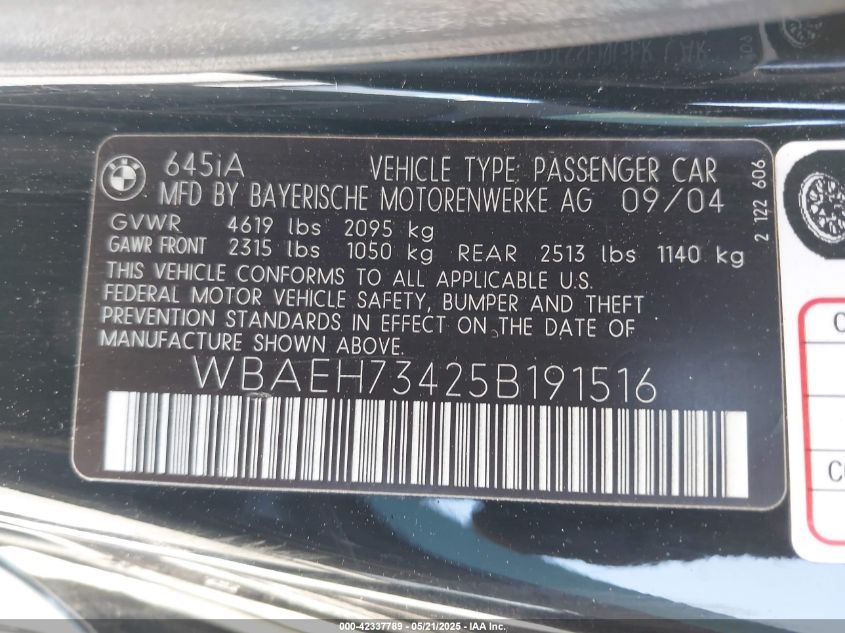 645iA VEHICLE TYPE: PASSENGER CAR
MFD BY BAYERISCHE MOTORENWERKE AG 09/04
GVWR 4619 lbs 2095 kg
GAWR FRONT 2315 lbs 1050 kg REAR 2513 lbs 1140 kg
THIS VEHICLE CONFORMS TO ALL APPLICABLE U.S.
FEDERAL MOTOR VEHICLE SAFETY, BUMPER AND THEFT
PREVENTION STANDARDS IN EFFECT ON THE DATE OF
MANUFACTURE SHOWN ABOVE.
WBAEH73425B191516
2 122 606
BMW
000-42337789 - 05/21/2025 - IAA Inc.